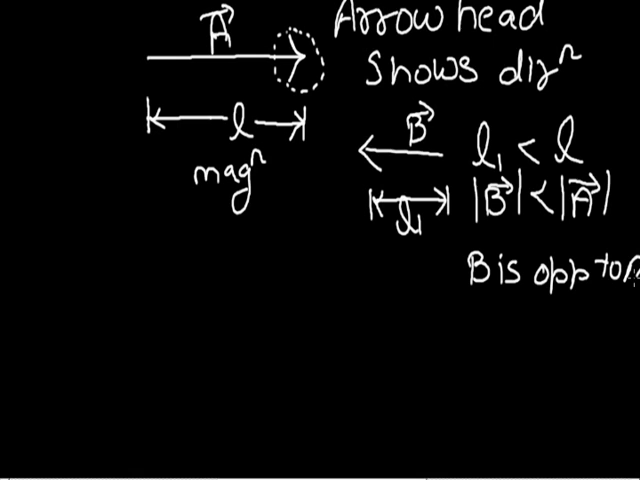 A⃗
Arrow head
Shows dirⁿ
l
magⁿ
B⃗
l₁ < l
l₁
|B⃗| < |A⃗|
B is opp to